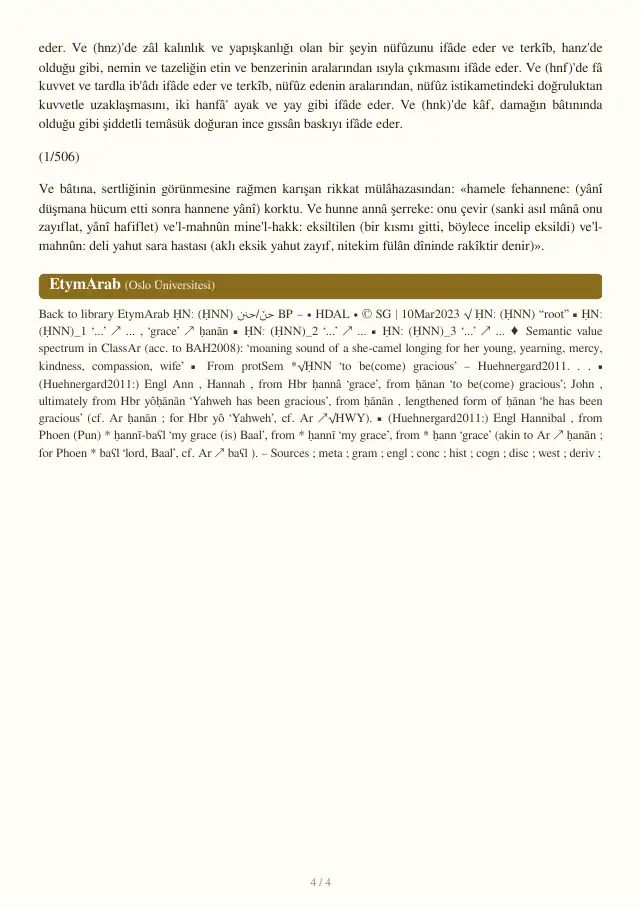 eder. Ve (hnz)'de zâl kalınlık ve yapışkanlığı olan bir şeyin nüfûzunu ifâde eder ve terkîb, hanz'de
olduğu gibi, nemin ve tazeliğin etin ve benzerinin aralarından ısıyla çıkmasını ifâde eder. Ve (hnf)'de fâ
kuvvet ve tardla ib'âdı ifâde eder ve terkîb, nüfûz edenin aralarından, nüfûz istikametindeki doğruluktan
kuvvetle uzaklaşmasını, iki hanfâ' ayak ve yay gibi ifâde eder. Ve (hnk)'de kâf, damağın bâtınında
olduğu gibi şiddetli temâsük doğuran ince gıssân baskıyı ifâde eder.
(1/506)
Ve bâtına, sertliğinin görünmesine rağmen karışan rikkat mülâhazasından: «hamele fehannene: (yânî
düşmana hücum etti sonra hannene yânî) korktu. Ve hunne annâ şerreke: onu çevir (sanki asıl mânâ onu
zayıflat, yânî hafiflet) ve'l-mahnûn mine'l-hakk: eksiltilen (bir kısmı gitti, böylece incelip eksildi) ve'l-
mahnûn: deli yahut sara hastası (aklı eksik yahut zayıf, nitekim fülân dîninde rakîktir denir)».
EtymArab (Oslo Üniversitesi)
Back to library EtymArab ḤN: (ḤNN) حنّ/حنن BP – • HDAL • © SG | 10Mar2023 √ ḤN: (ḤNN) “root” ▪ ḤN:
(ḤNN)_1 ‘...’ ↗ ... , ‘grace’ ↗ ḥanān ▪ ḤN: (ḤNN)_2 ‘...’ ↗ ... ▪ ḤN: (ḤNN)_3 ‘...’ ↗ ... ♦ Semantic value
spectrum in ClassAr (acc. to BAH2008): ‘moaning sound of a she-camel longing for her young, yearning, mercy,
kindness, compassion, wife’ ▪ From protSem *√ḤNN ‘to be(come) gracious’ – Huehnergard2011. . . ▪
(Huehnergard2011:) Engl Ann , Hannah , from Hbr ḥannâ ‘grace’, from ḥānan ‘to be(come) gracious’; John ,
ultimately from Hbr yôḥānān ‘Yahweh has been gracious’, from ḥānān , lengthened form of ḥānan ‘he has been
gracious’ (cf. Ar ḥanān ; for Hbr yô ‘Yahweh’, cf. Ar ↗√HWY). ▪ (Huehnergard2011:) Engl Hannibal , from
Phoen (Pun) * ḥannī-baʕl ‘my grace (is) Baal’, from * ḥannī ‘my grace’, from * ḥann ‘grace’ (akin to Ar ↗ ḥanān ;
for Phoen * baʕl ‘lord, Baal’, cf. Ar ↗ baʕl ). – Sources ; meta ; gram ; engl ; conc ; hist ; cogn ; disc ; west ; deriv ;
4 / 4